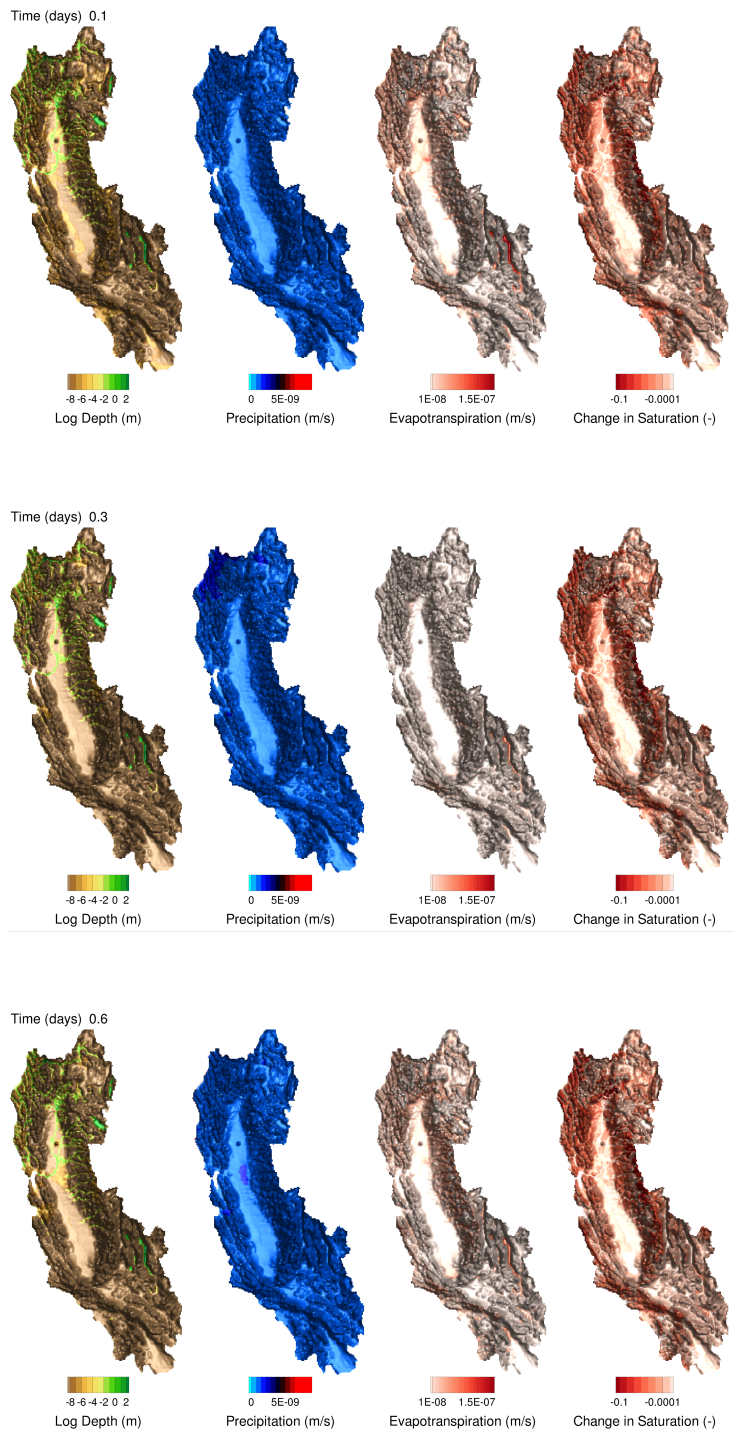 Time (days) 0.1
-8 -6 -4 -2 0 2
0 5E-09
1E-08 1.5E-07
-0.1 -0.0001
Log Depth (m)
Precipitation (m/s)
Evapotranspiration (m/s)
Change in Saturation (-)
Time (days) 0.3
-8 -6 -4 -2 0 2
0 5E-09
1E-08 1.5E-07
-0.1 -0.0001
Log Depth (m)
Precipitation (m/s)
Evapotranspiration (m/s)
Change in Saturation (-)
Time (days) 0.6
-8 -6 -4 -2 0 2
0 5E-09
1E-08 1.5E-07
-0.1 -0.0001
Log Depth (m)
Precipitation (m/s)
Evapotranspiration (m/s)
Change in Saturation (-)